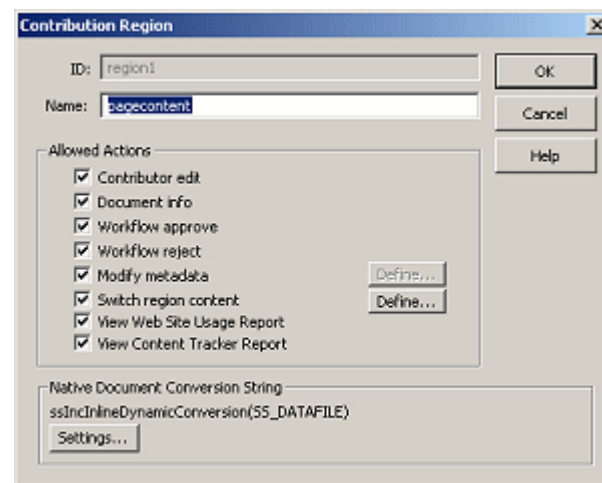 Contribution Region
ID: region1
OK
Name: pagecontent
Cancel
Allowed Actions
Help
Contributor edit
Document info
Workflow approve
Workflow reject
Modify metadata Define...
Switch region content Define...
View Web Site Usage Report
View Content Tracker Report
Native Document Conversion String
ssIncInlineDynamicConversion(SS_DATAFILE)
Settings...